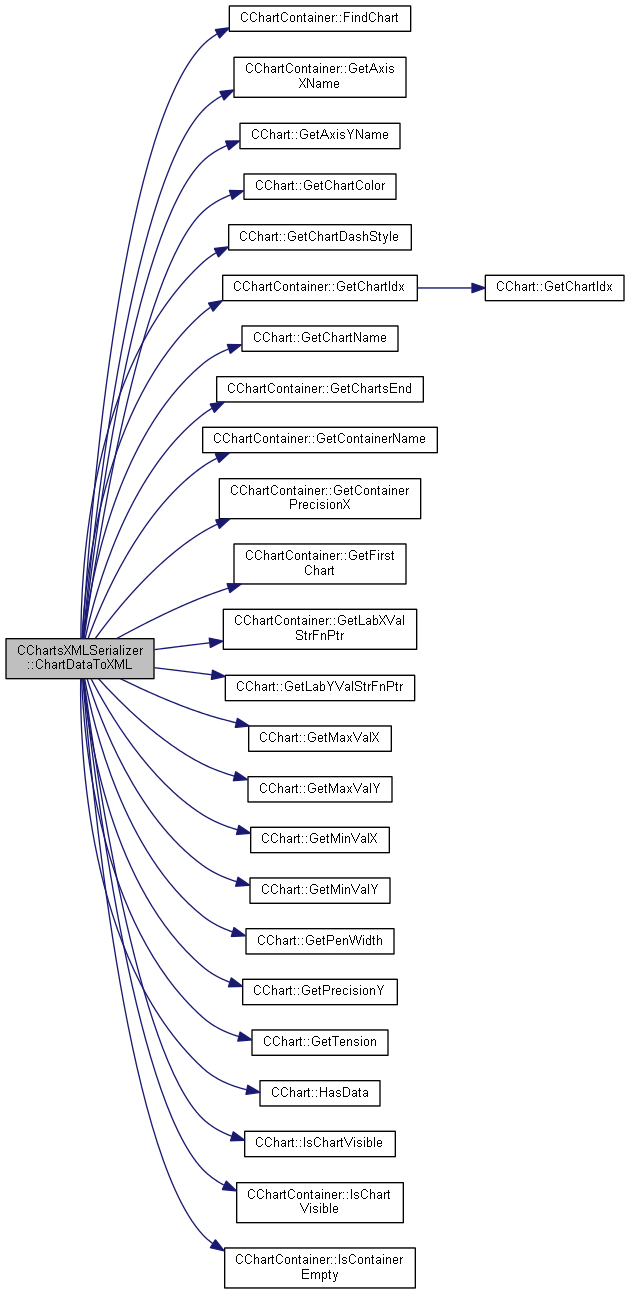 CChartContainer::FindChart
CChartContainer::GetAxis
XName
CChart::GetAxisYName
CChart::GetChartColor
CChart::GetChartDashStyle
CChartContainer::GetChartIdx
CChart::GetChartIdx
CChart::GetChartName
CChartContainer::GetChartsEnd
CChartContainer::GetContainerName
CChartContainer::GetContainer
PrecisionX
CChartContainer::GetFirst
Chart
CChartContainer::GetLabXVal
StrFnPtr
CChartsXMLSerializer
::ChartDataToXML
CChart::GetLabYValStrFnPtr
CChart::GetMaxValX
CChart::GetMaxValY
CChart::GetMinValX
CChart::GetMinValY
CChart::GetPenWidth
CChart::GetPrecisionY
CChart::GetTension
CChart::HasData
CChart::IsChartVisible
CChartContainer::IsChart
Visible
CChartContainer::IsContainer
Empty